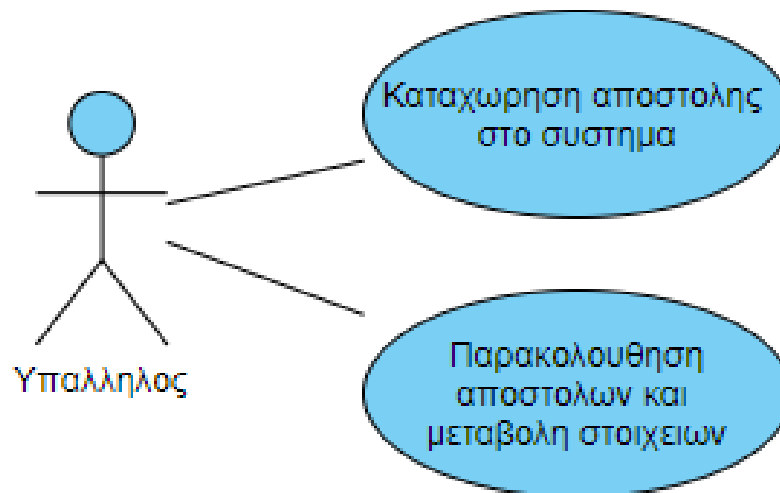 Καταχωρηση αποστολης
στο συστημα
Υπαλληλος
Παρακολουθηση
αποστολων και
μεταβολη στοιχειων